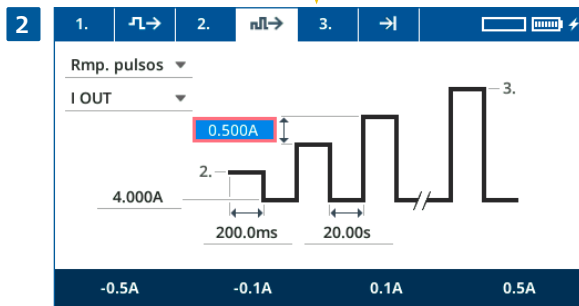 2
1. 2. 3.
Rmp. pulsos
I OUT
3.
0.500A
2.
4.000A
200.0ms 20.00s
-0.5A -0.1A 0.1A 0.5A